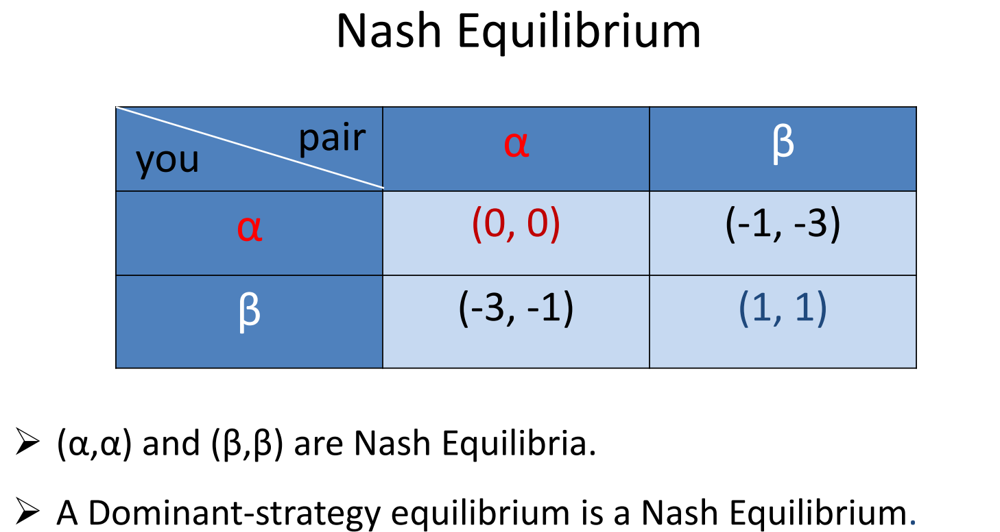 Nash Equilibrium
pair
you
α β
α (0, 0) (-1, -3)
β (-3, -1) (1, 1)
➢ (α,α) and (β,β) are Nash Equilibria.
➢ A Dominant-strategy equilibrium is a Nash Equilibrium.